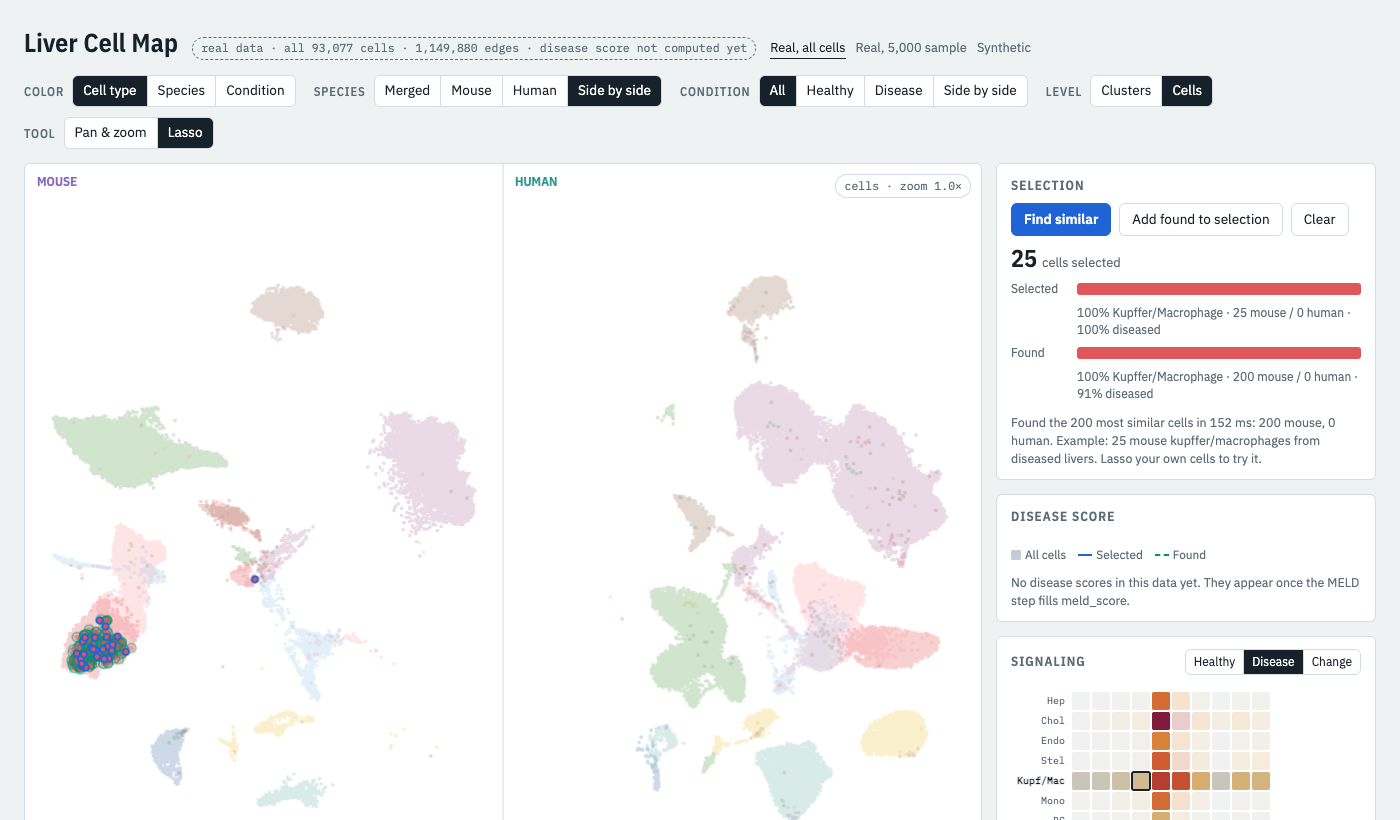 Liver Cell Map
real data · all 93,077 cells · 1,149,880 edges · disease score not computed yet
Real, all cells Real, 5,000 sample Synthetic
COLOR Cell type Species Condition
SPECIES Merged Mouse Human Side by side
CONDITION All Healthy Disease Side by side
LEVEL Clusters Cells
TOOL Pan & zoom Lasso
MOUSE
HUMAN
cells · zoom 1.0×
SELECTION
Find similar Add found to selection Clear
25 cells selected
Selected
100% Kupffer/Macrophage · 25 mouse / 0 human ·
100% diseased
Found
100% Kupffer/Macrophage · 200 mouse / 0 human ·
91% diseased
Found the 200 most similar cells in 152 ms: 200 mouse, 0
human. Example: 25 mouse kupffer/macrophages from
diseased livers. Lasso your own cells to try it.
DISEASE SCORE
All cells Selected Found
No disease scores in this data yet. They appear once the MELD
step fills meld_score.
SIGNALING Healthy Disease Change
Hep
Chol
Endo
Stel
Kupf/Mac
Mono